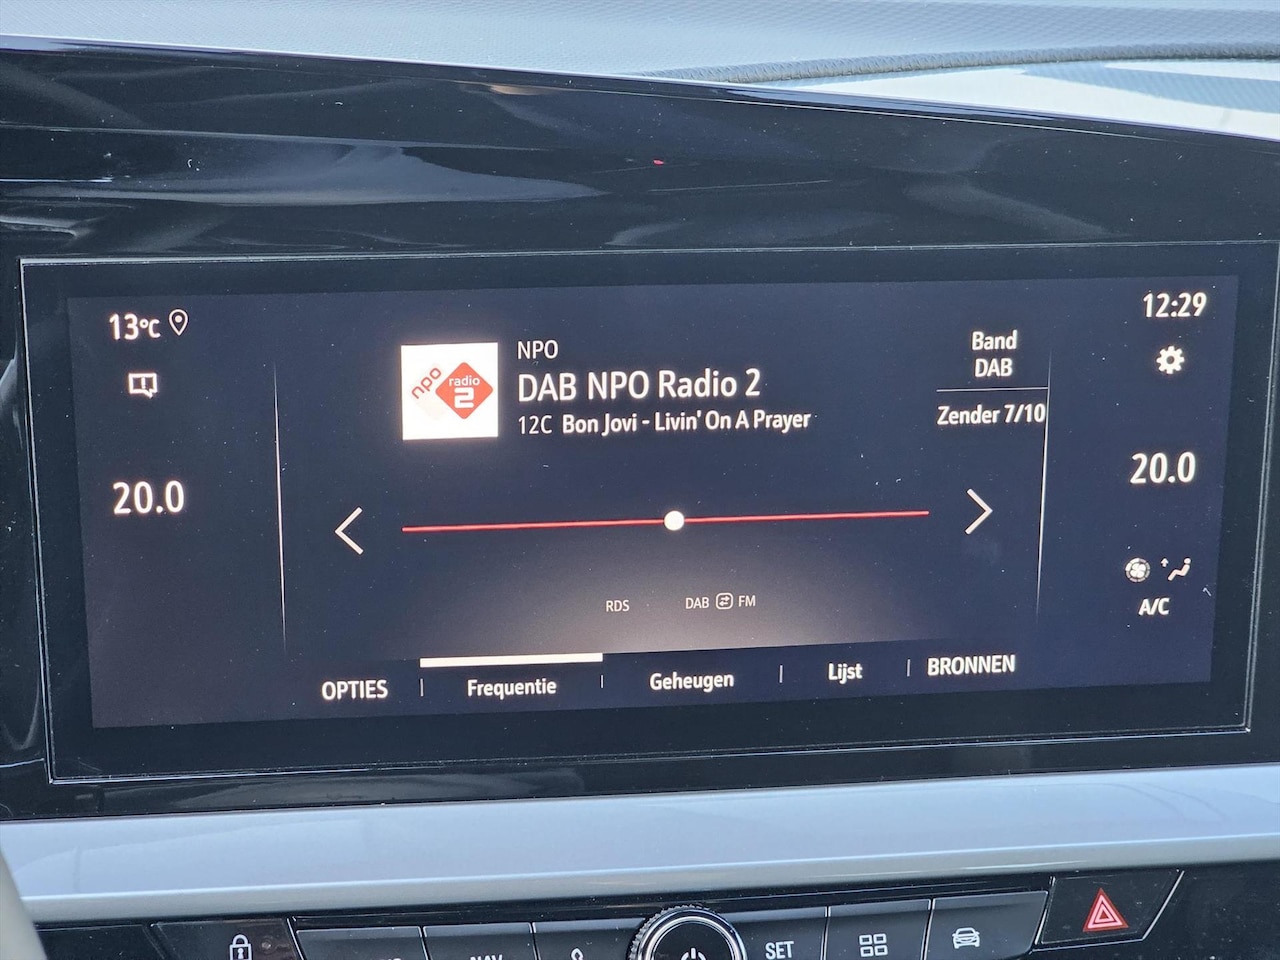 13°C
12:29
NPO
DAB NPO Radio 2
12C Bon Jovi - Livin' On A Prayer
npo radio 2
Band
DAB
Zender 7/10
20.0
20.0
RDS
DAB FM
A/C
OPTIES
Frequentie
Geheugen
Lijst
BRONNEN
NAV
SET